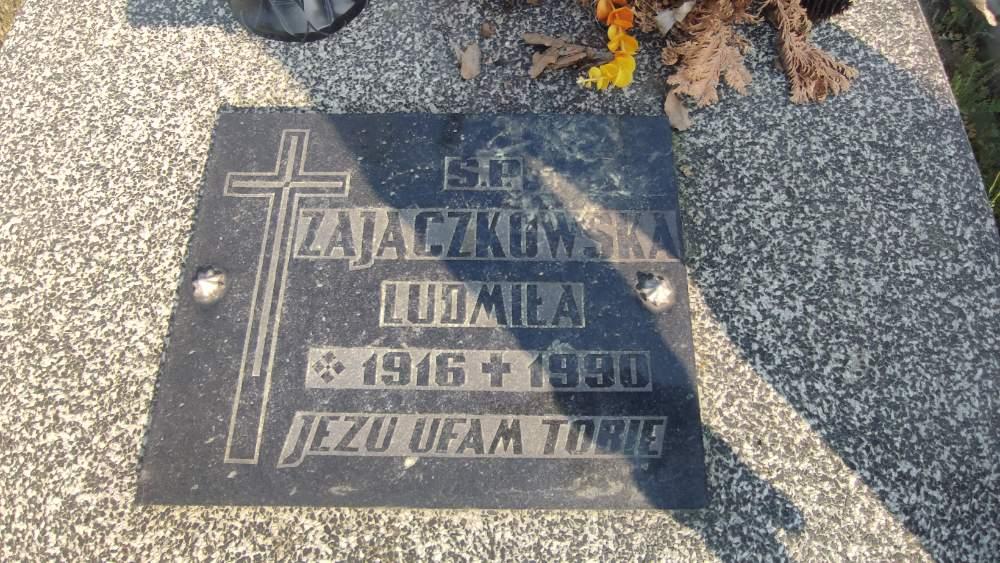 Ś.P.
ZAJĄCZKOWSKA
LUDMIŁA
1916 + 1990
JEZU UFAM TOBIE